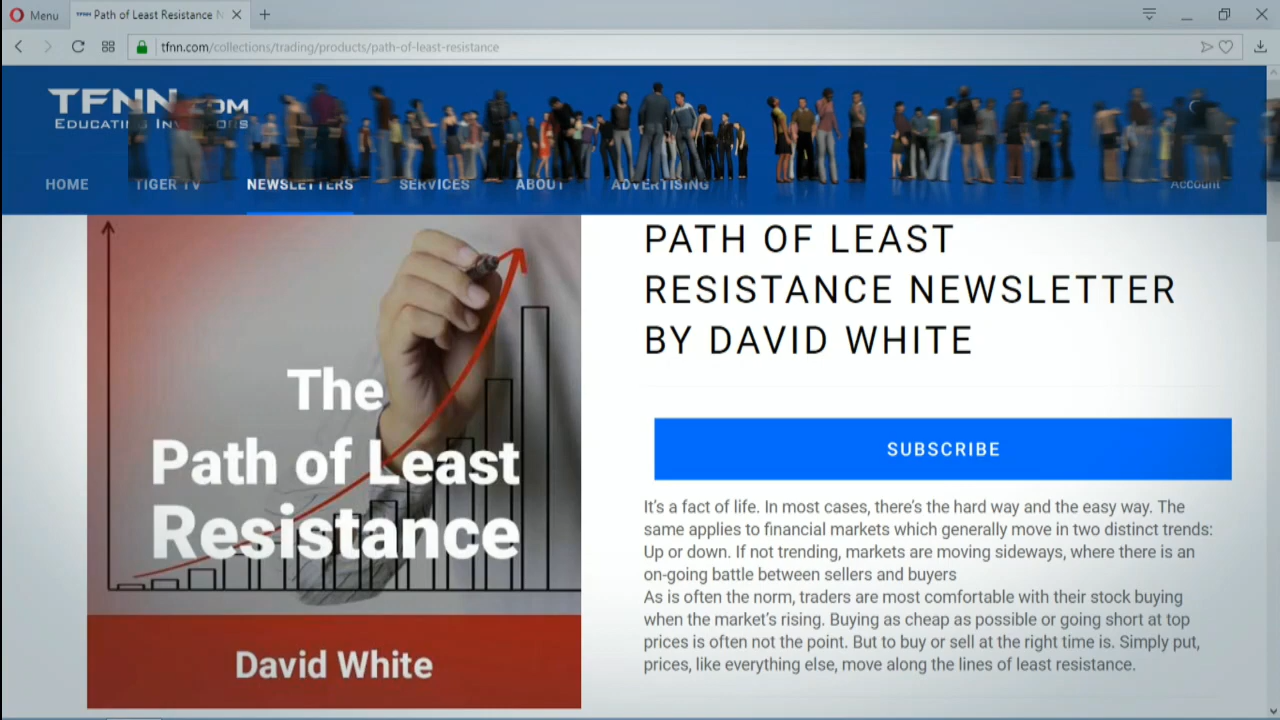 Menu
Path of Least Resistance N
tfnn.com/collections/trading/products/path-of-least-resistance
TFNN.COM
EDUCATING INVESTORS
HOME TIGER TV NEWSLETTERS SERVICES ABOUT ADVERTISING Account
The
Path of Least
Resistance
David White
PATH OF LEAST
RESISTANCE NEWSLETTER
BY DAVID WHITE
SUBSCRIBE
It's a fact of life. In most cases, there's the hard way and the easy way. The
same applies to financial markets which generally move in two distinct trends:
Up or down. If not trending, markets are moving sideways, where there is an
on-going battle between sellers and buyers
As is often the norm, traders are most comfortable with their stock buying
when the market's rising. Buying as cheap as possible or going short at top
prices is often not the point. But to buy or sell at the right time is. Simply put,
prices, like everything else, move along the lines of least resistance.